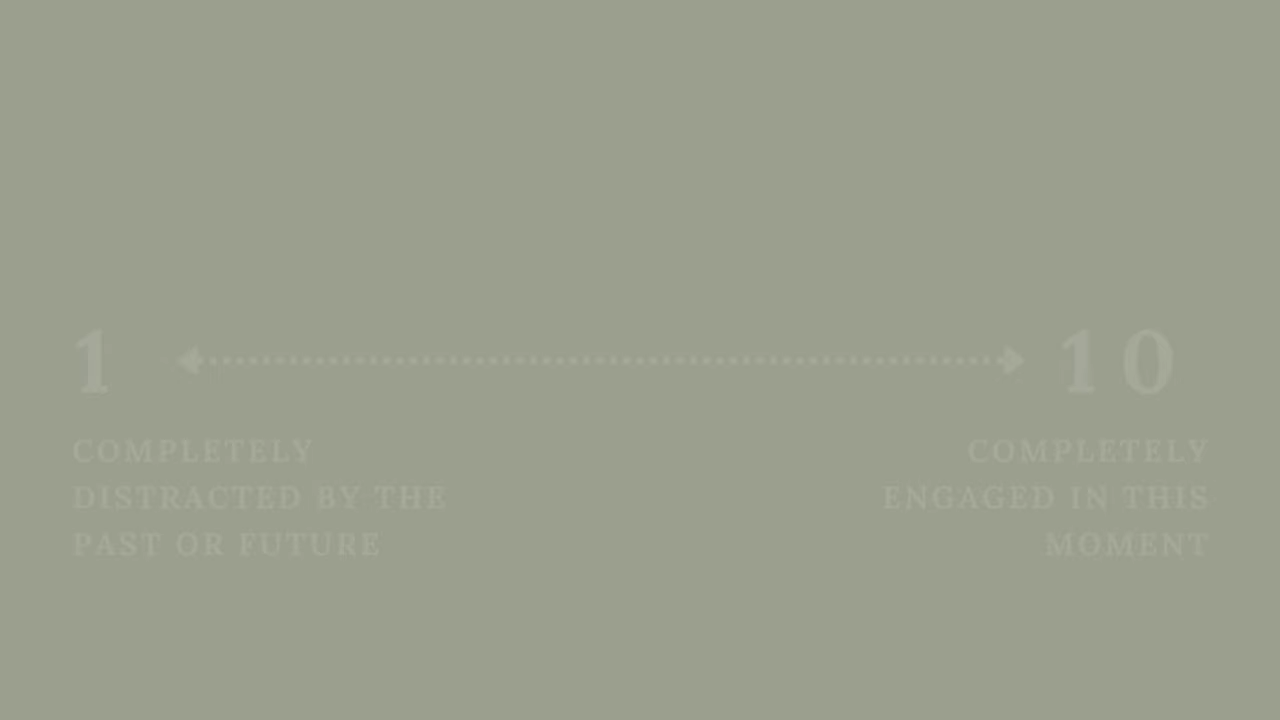 1 10
COMPLETELY
DISTRACTED BY THE
PAST OR FUTURE
COMPLETELY
ENGAGED IN THIS
MOMENT